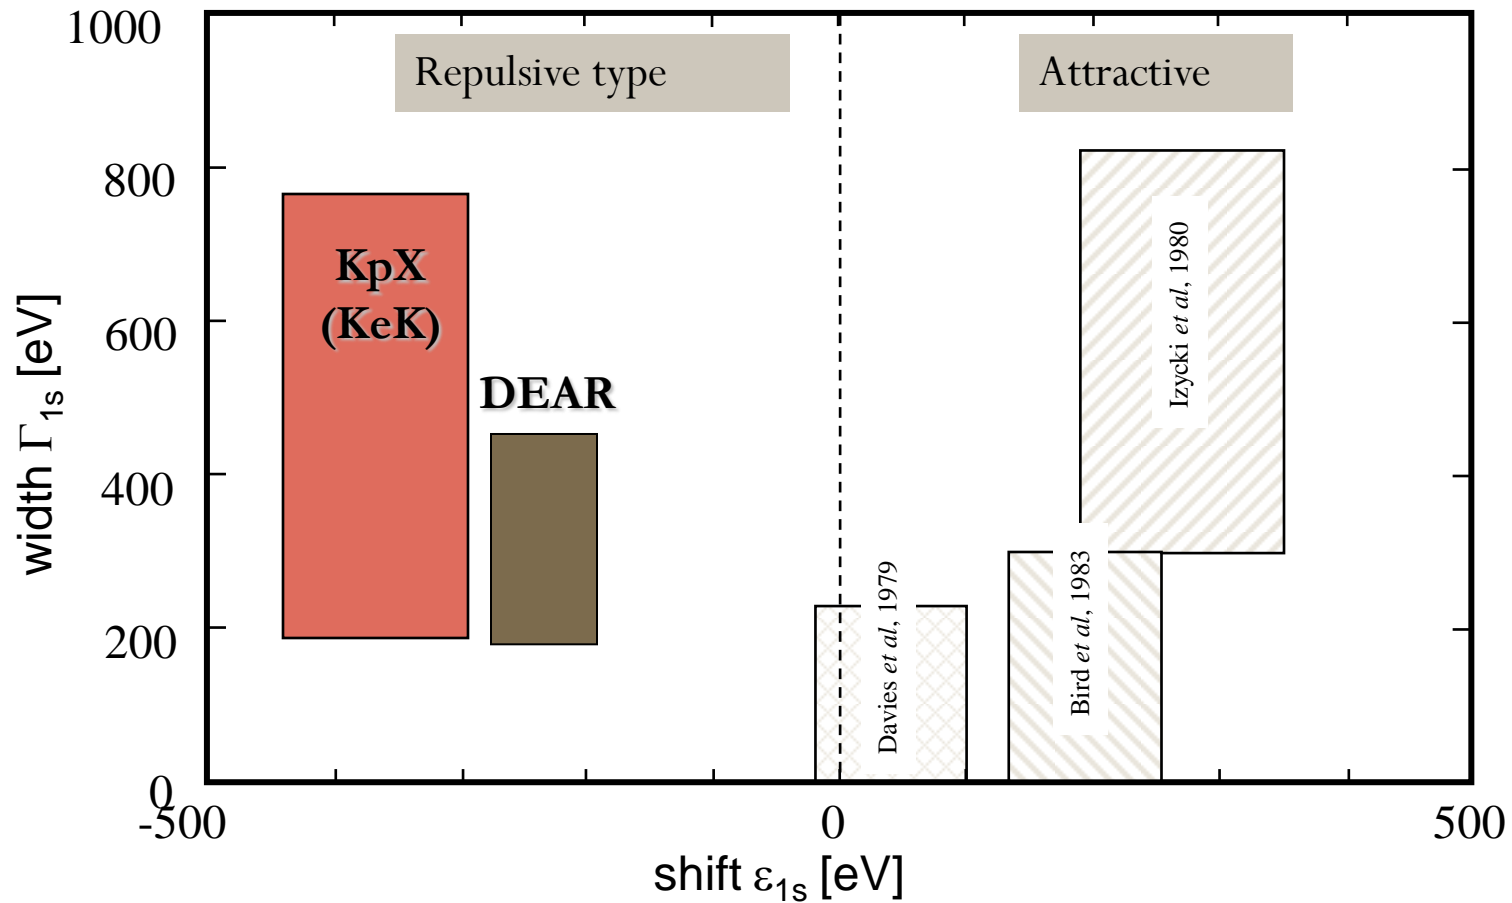 1000
Repulsive type
Attractive
800
KpX
(KeK)
600
DEAR
400
200
0
width Γ1s [eV]
Izycki et al, 1980
Davies et al, 1979
Bird et al, 1983
-500
0
500
shift ε1s [eV]